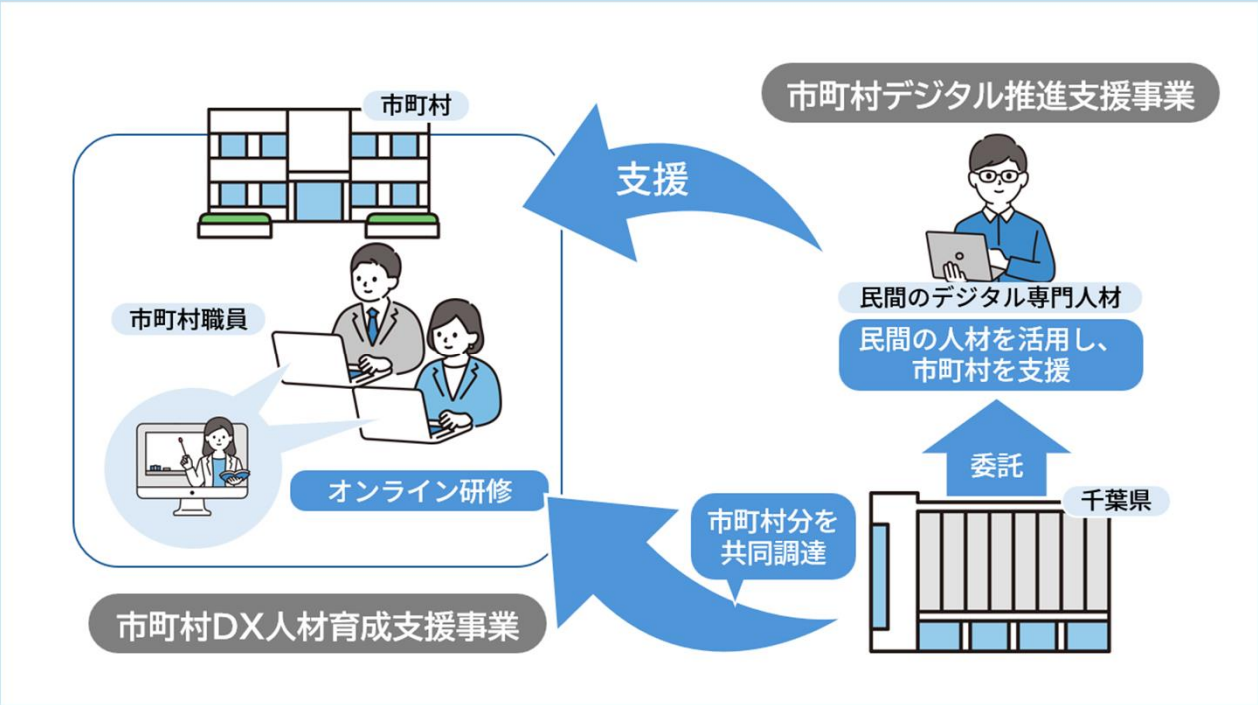 市町村デジタル推進支援事業
市町村
支援
民間のデジタル専門人材
民間の人材を活用し、
市町村を支援
市町村職員
委託
オンライン研修
千葉県
市町村分を
共同調達
市町村DX人材育成支援事業